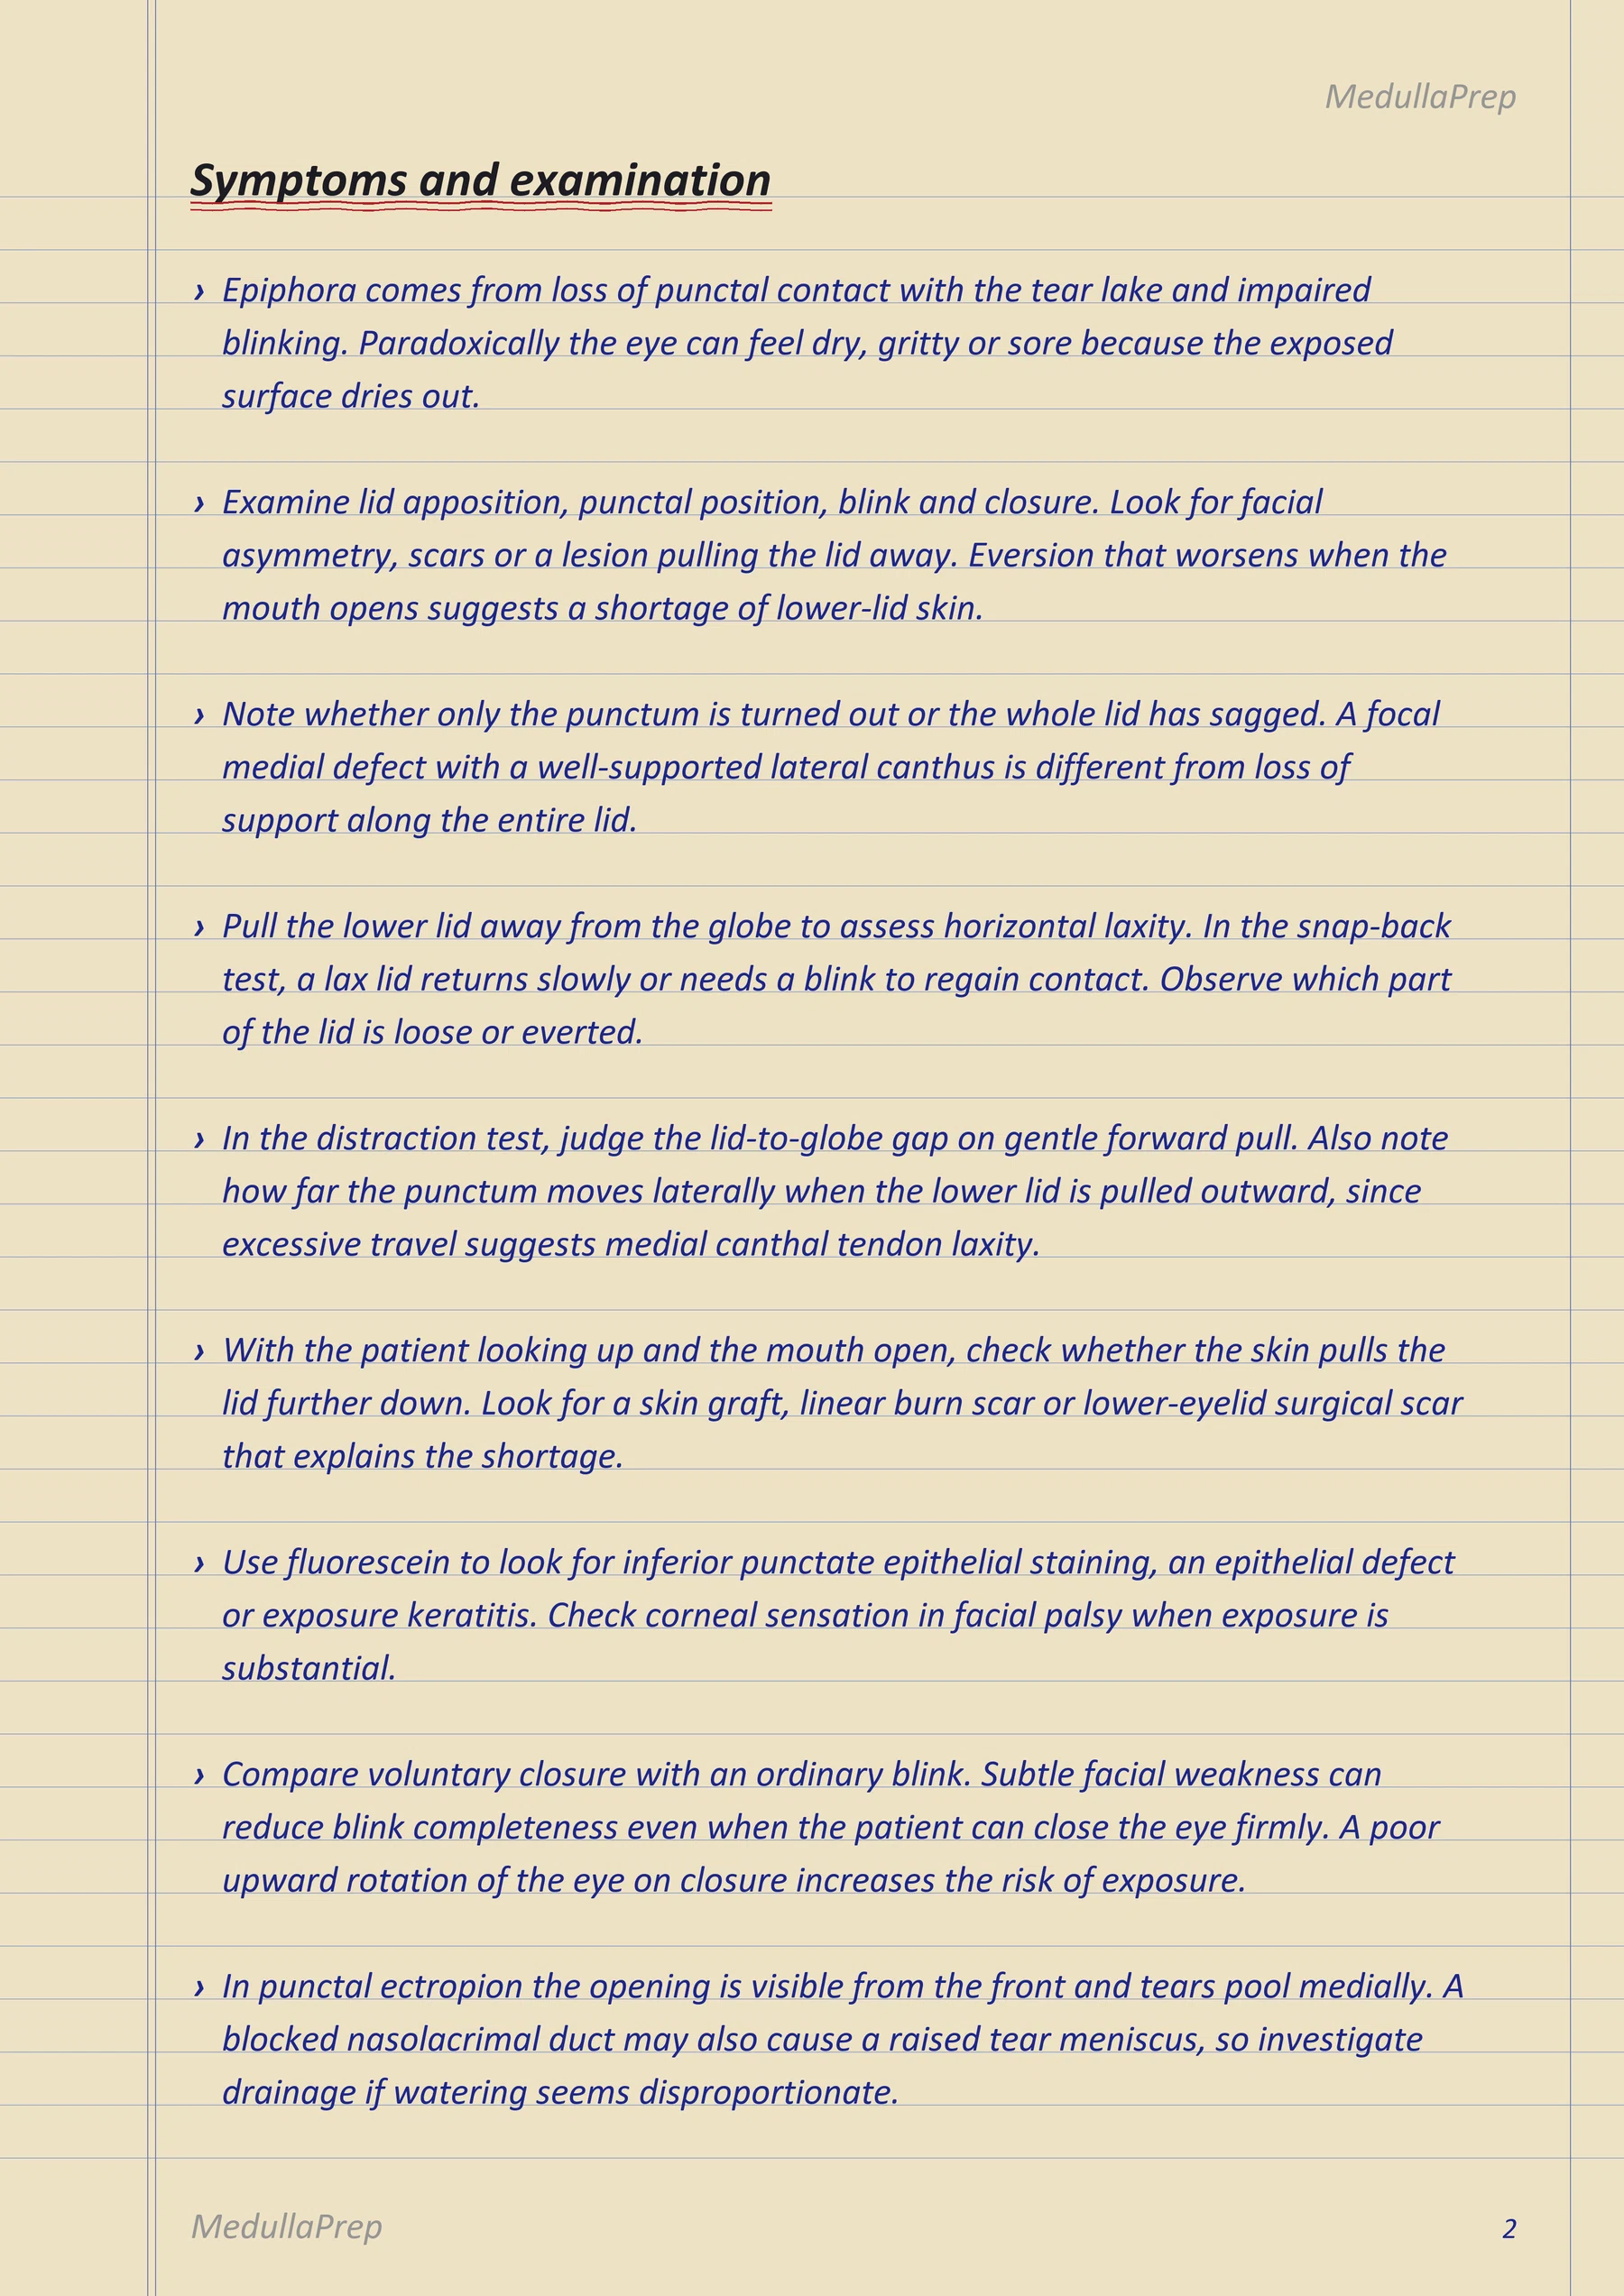 MedullaPrep
Symptoms and examination
› Epiphora comes from loss of punctal contact with the tear lake and impaired
blinking. Paradoxically the eye can feel dry, gritty or sore because the exposed
surface dries out.
› Examine lid apposition, punctal position, blink and closure. Look for facial
asymmetry, scars or a lesion pulling the lid away. Eversion that worsens when the
mouth opens suggests a shortage of lower-lid skin.
› Note whether only the punctum is turned out or the whole lid has sagged. A focal
medial defect with a well-supported lateral canthus is different from loss of
support along the entire lid.
› Pull the lower lid away from the globe to assess horizontal laxity. In the snap-back
test, a lax lid returns slowly or needs a blink to regain contact. Observe which part
of the lid is loose or everted.
› In the distraction test, judge the lid-to-globe gap on gentle forward pull. Also note
how far the punctum moves laterally when the lower lid is pulled outward, since
excessive travel suggests medial canthal tendon laxity.
› With the patient looking up and the mouth open, check whether the skin pulls the
lid further down. Look for a skin graft, linear burn scar or lower-eyelid surgical scar
that explains the shortage.
› Use fluorescein to look for inferior punctate epithelial staining, an epithelial defect
or exposure keratitis. Check corneal sensation in facial palsy when exposure is
substantial.
› Compare voluntary closure with an ordinary blink. Subtle facial weakness can
reduce blink completeness even when the patient can close the eye firmly. A poor
upward rotation of the eye on closure increases the risk of exposure.
› In punctal ectropion the opening is visible from the front and tears pool medially. A
blocked nasolacrimal duct may also cause a raised tear meniscus, so investigate
drainage if watering seems disproportionate.
MedullaPrep
2